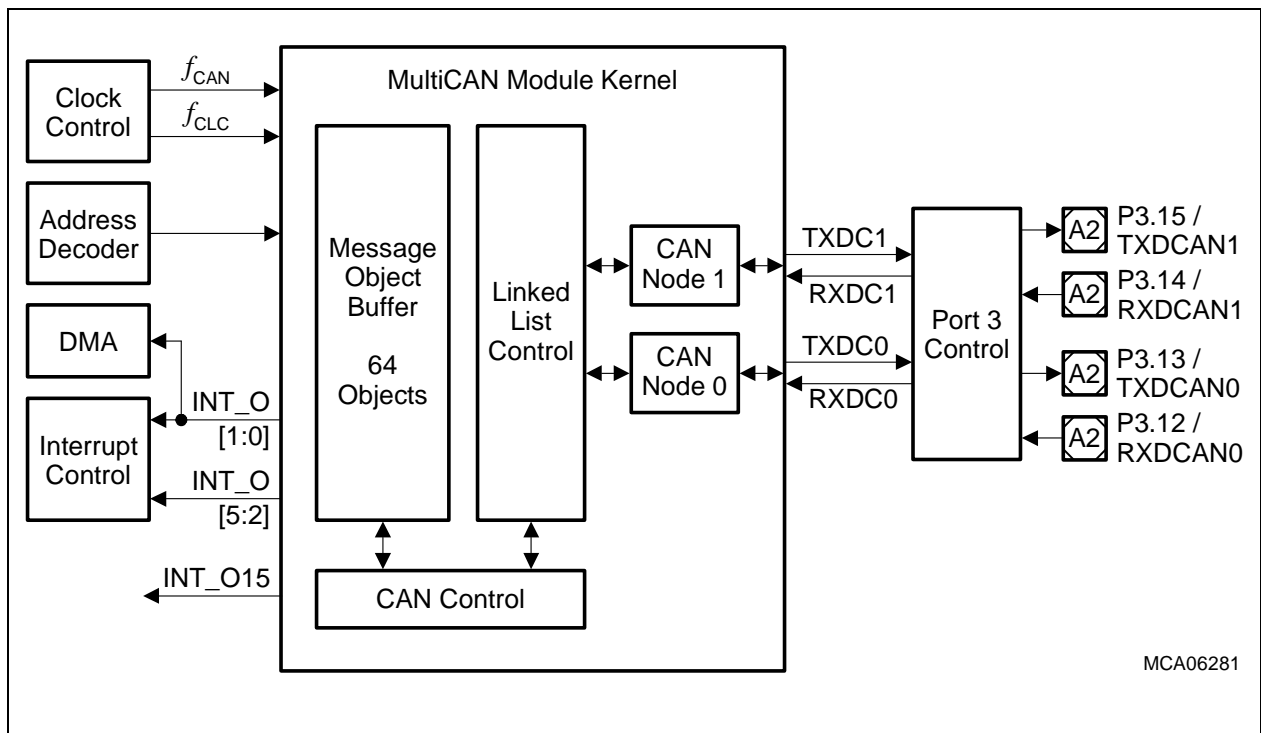 MultiCAN Module Kernel
Clock
Control
fCAN
fCLC
Address
Decoder
DMA
Interrupt
Control
INT_O
[1:0]
INT_O
[5:2]
INT_O15
Message
Object
Buffer
64
Objects
Linked
List
Control
CAN Control
CAN
Node 1
CAN
Node 0
TXDC1
RXDC1
TXDC0
RXDC0
Port 3
Control
A2
P3.15 /
TXDCAN1
A2
P3.14 /
RXDCAN1
A2
P3.13 /
TXDCAN0
A2
P3.12 /
RXDCAN0
MCA06281